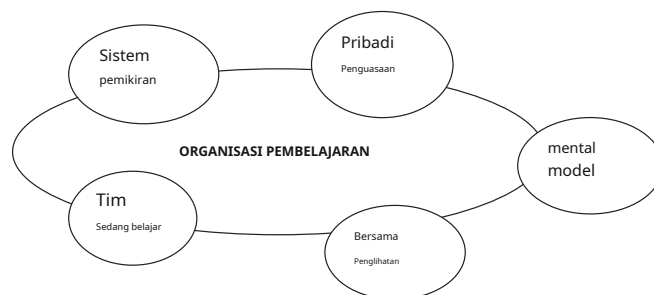 Sistem
pemikiran
Pribadi
Penguasaan
ORGANISASI PEMBELAJARAN
mental
model
Tim
Sedang belajar
Bersama
Penglihatan